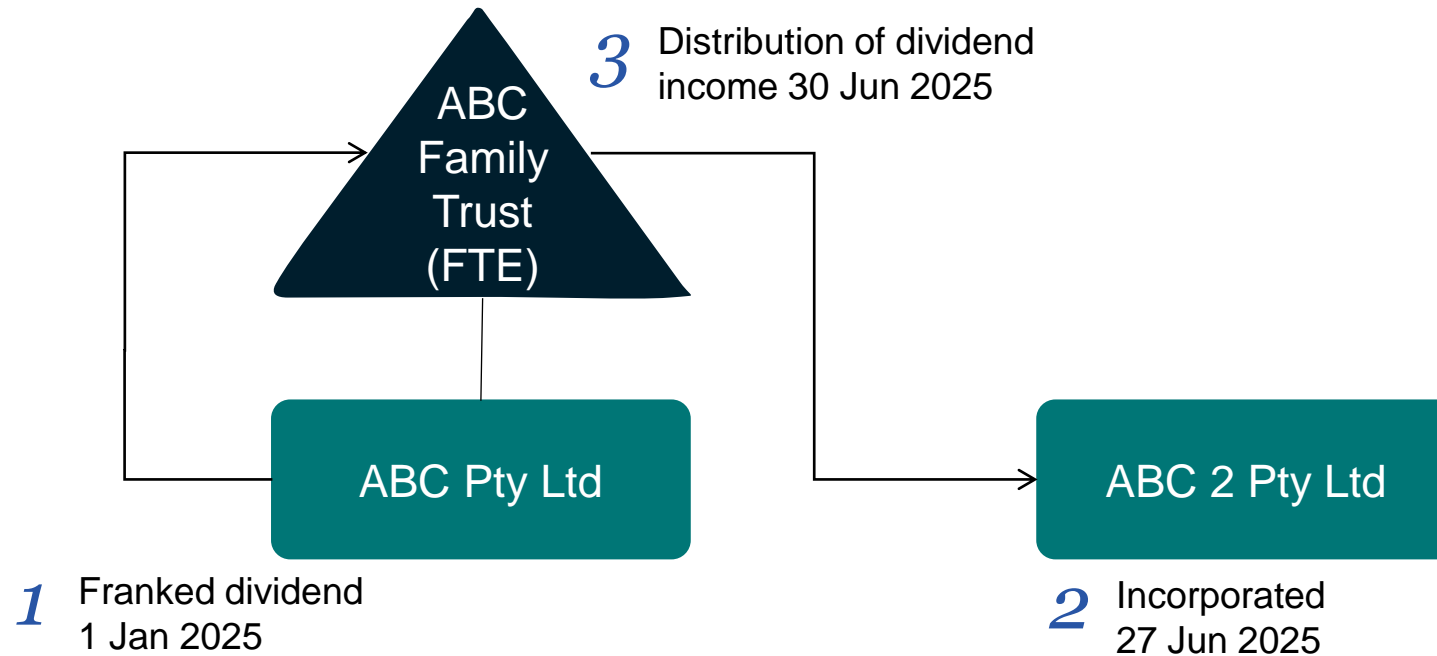 3
Distribution of dividend
income 30 Jun 2025
ABC
Family
Trust
(FTE)
ABC Pty Ltd
ABC 2 Pty Ltd
1
Franked dividend
1 Jan 2025
2
Incorporated
27 Jun 2025